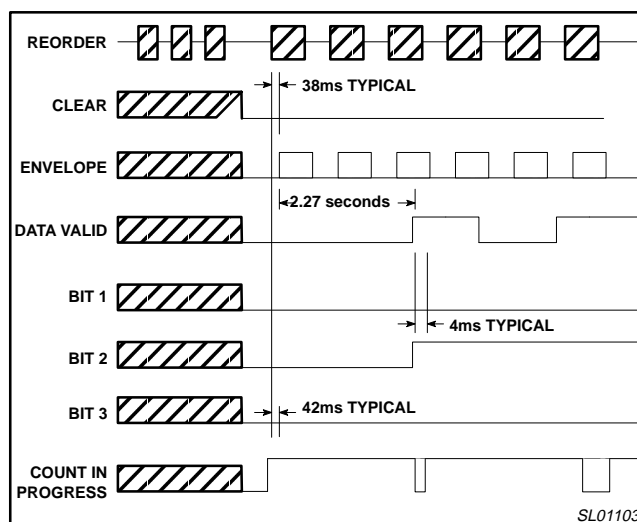 REORDER
38ms TYPICAL
CLEAR
ENVELOPE
2.27 seconds
DATA VALID
BIT 1
4ms TYPICAL
BIT 2
BIT 3
42ms TYPICAL
COUNT IN
PROGRESS
SL01103